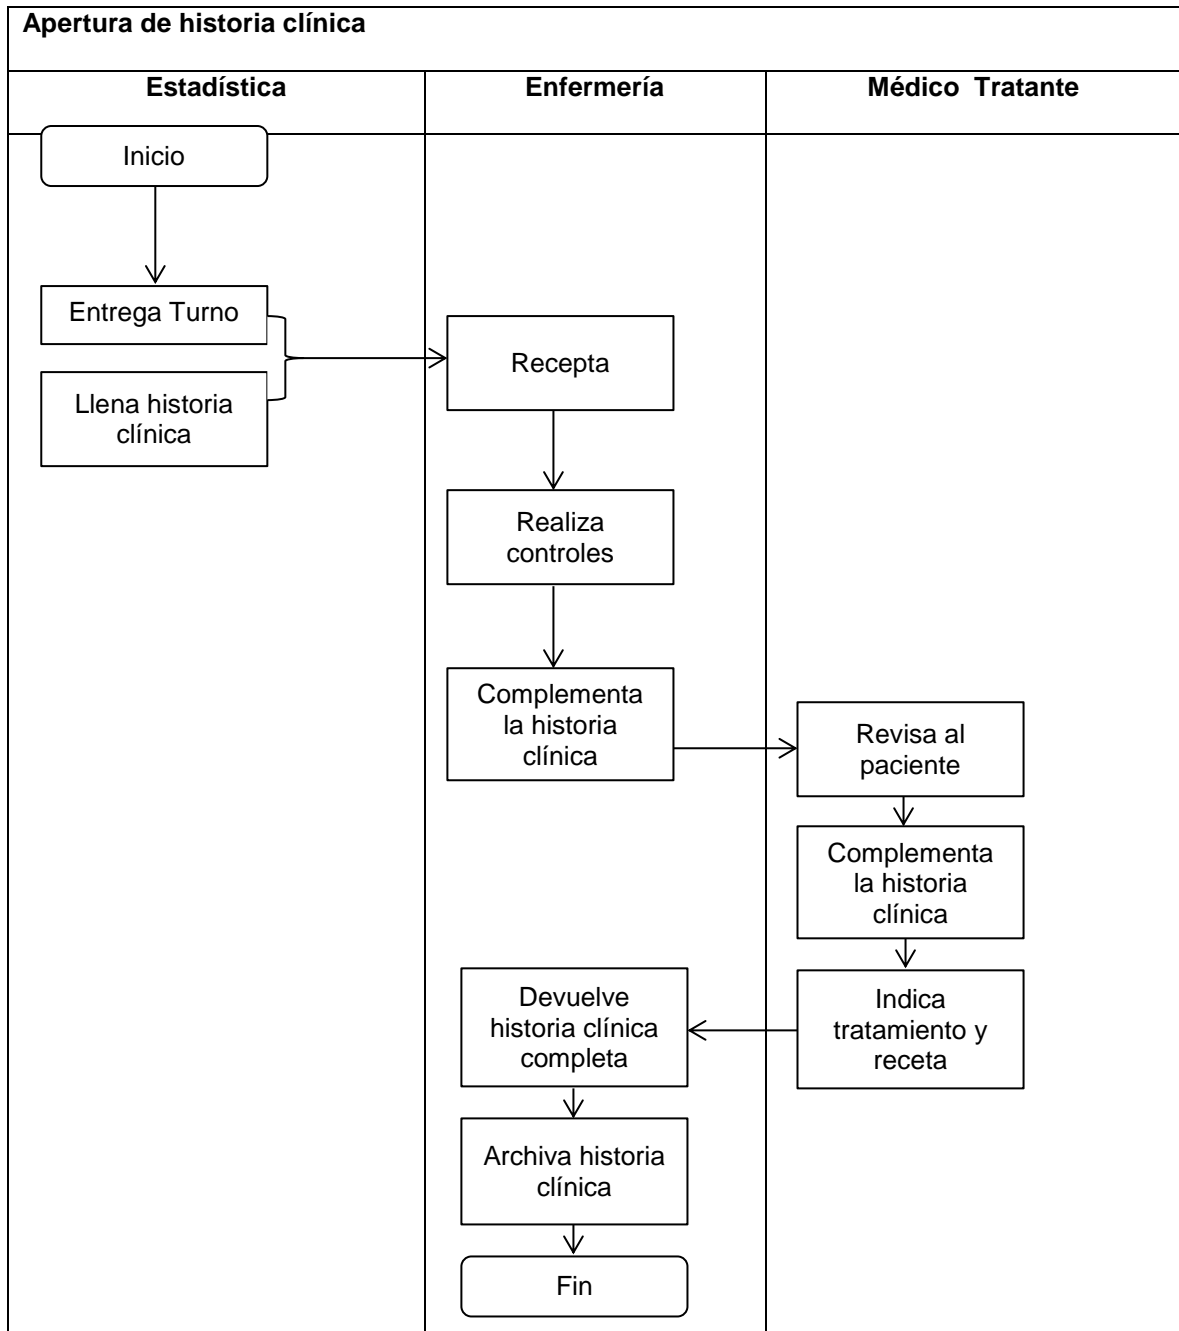 Apertura de historia clínica
Estadística
Enfermería
Médico Tratante
Inicio
Entrega Turno
Llena historia
clínica
Recepta
Realiza
controles
Complementa
la historia
clínica
Revisa al
paciente
Complementa
la historia
clínica
Indica
tratamiento y
receta
Devuelve
historia clínica
completa
Archiva historia
clínica
Fin